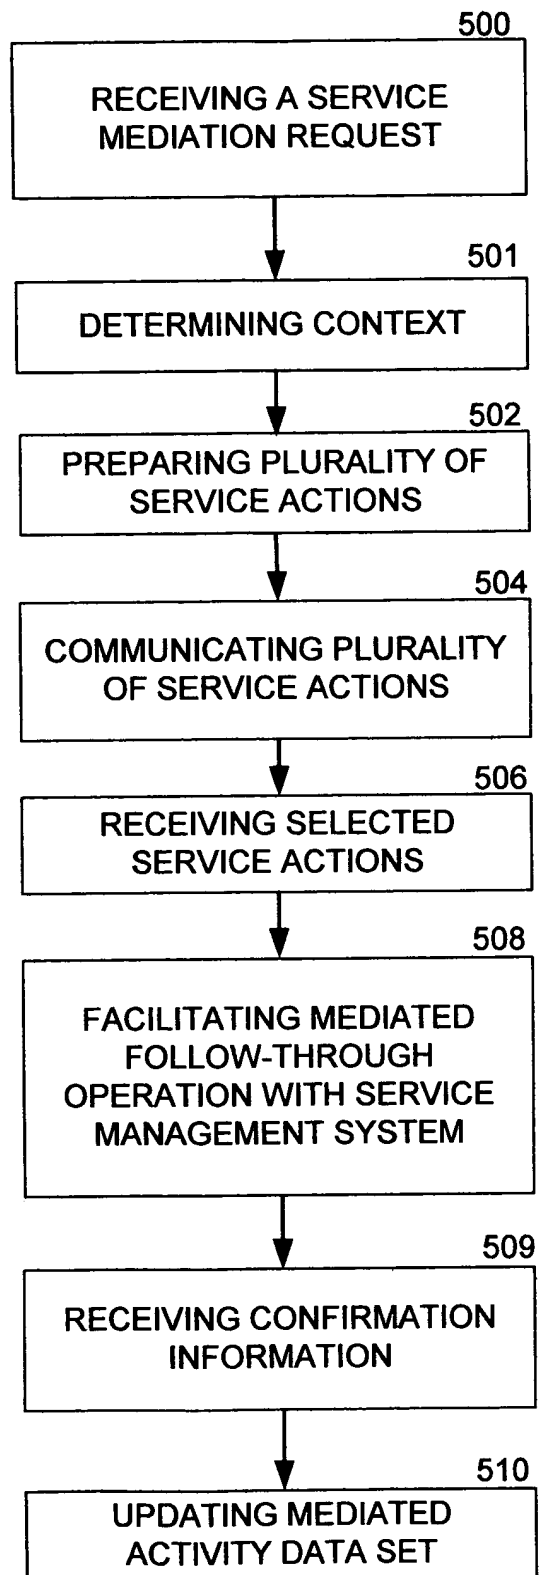 500
RECEIVING A SERVICE
MEDIATION REQUEST
501
DETERMINING CONTEXT
502
PREPARING PLURALITY OF
SERVICE ACTIONS
504
COMMUNICATING PLURALITY
OF SERVICE ACTIONS
506
RECEIVING SELECTED
SERVICE ACTIONS
508
FACILITATING MEDIATED
FOLLOW-THROUGH
OPERATION WITH SERVICE
MANAGEMENT SYSTEM
509
RECEIVING CONFIRMATION
INFORMATION
510
UPDATING MEDIATED
ACTIVITY DATA SET